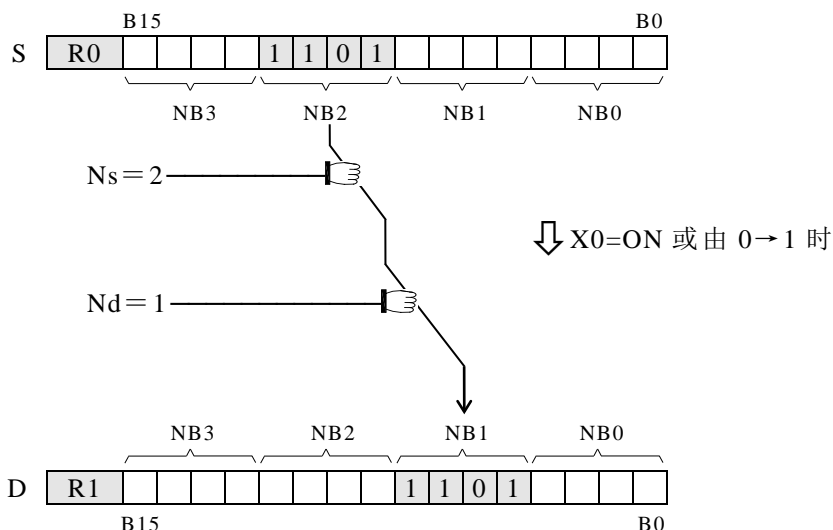 B15 B0
S R0 1 1 0 1
NB3 NB2 NB1 NB0
Ns＝2
X0=ON 或由 0→1 时
Nd＝1
NB3 NB2 NB1 NB0
D R1 1 1 0 1
B15 B0